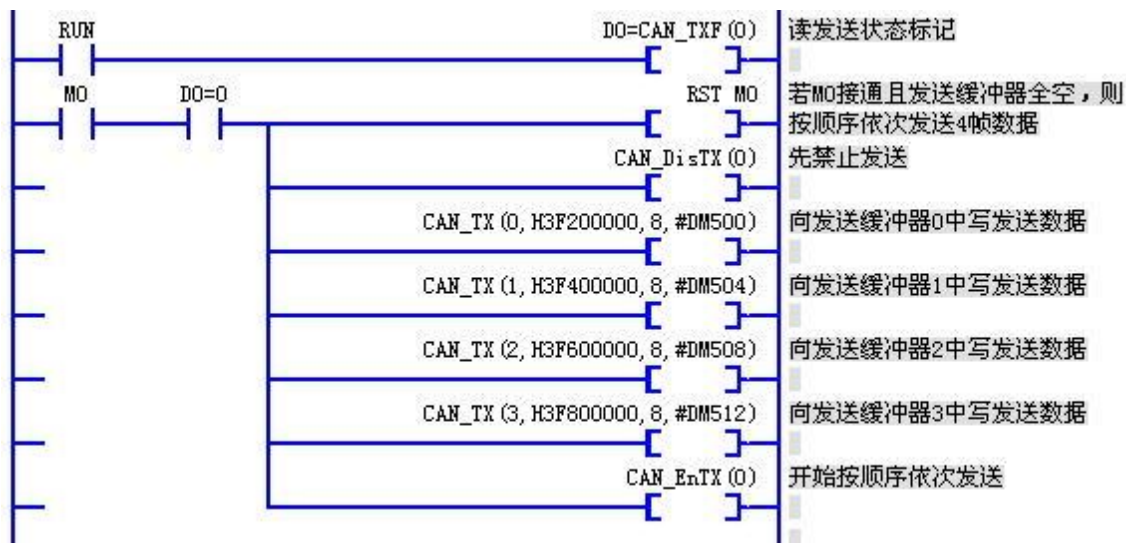 RUN
D0=CAN_TXF(0)
读发送状态标记
M0
D0=0
RST M0
若M0接通且发送缓冲器全空，则
按顺序依次发送4帧数据
CAN_DisTX(0)
先禁止发送
CAN_TX(0,H3F200000,8,#DM500)
向发送缓冲器0中写发送数据
CAN_TX(1,H3F400000,8,#DM504)
向发送缓冲器1中写发送数据
CAN_TX(2,H3F600000,8,#DM508)
向发送缓冲器2中写发送数据
CAN_TX(3,H3F800000,8,#DM512)
向发送缓冲器3中写发送数据
CAN_EnTX(0)
开始按顺序依次发送